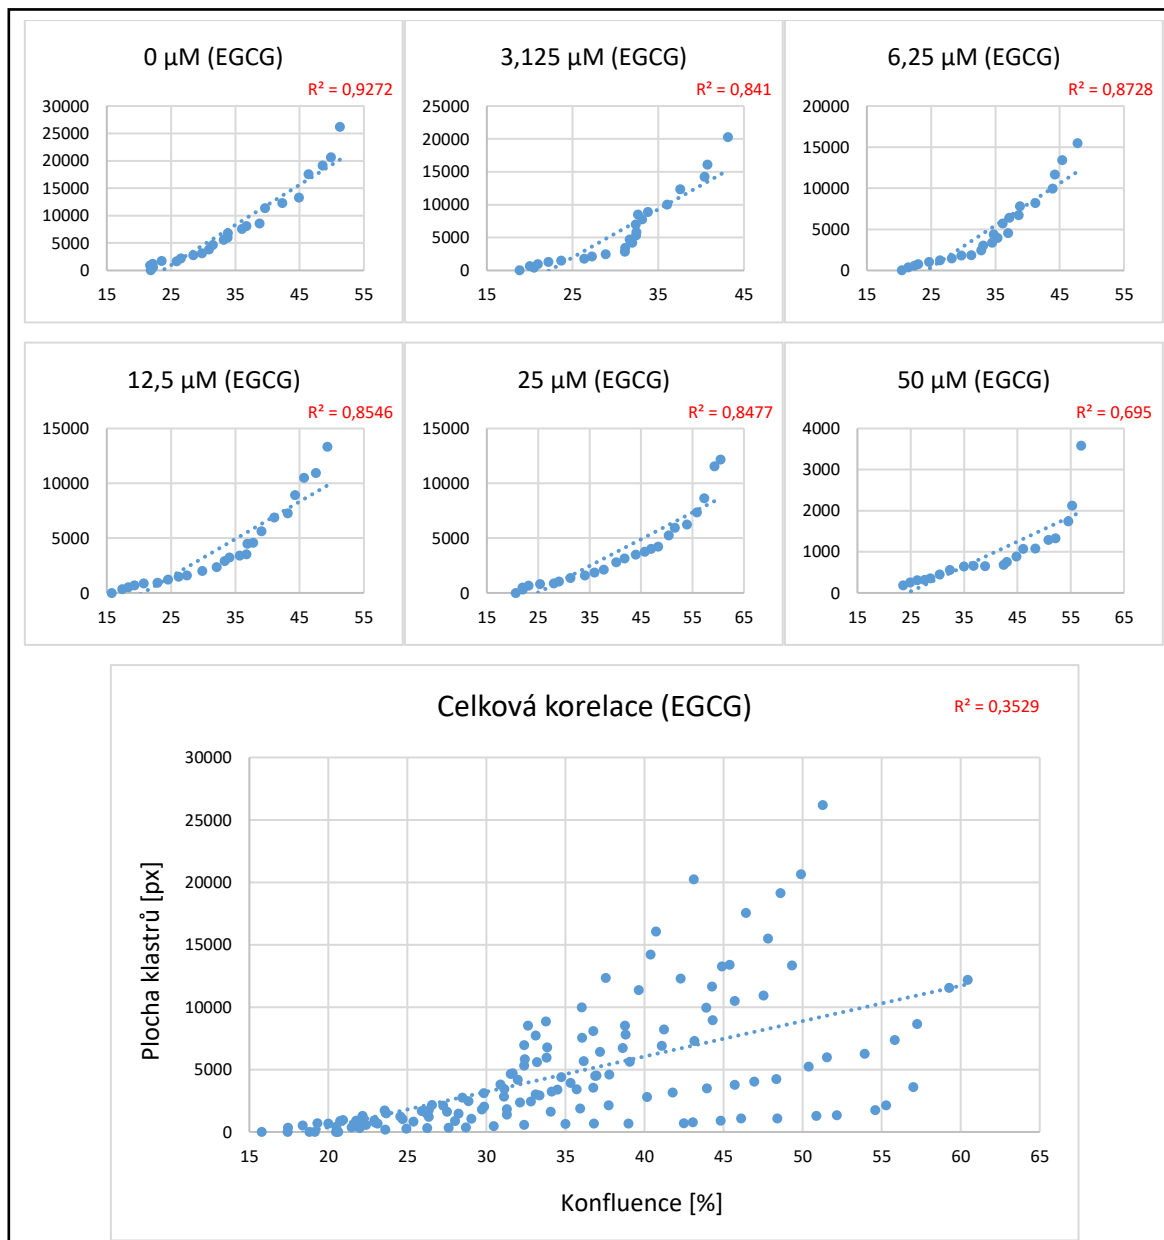 0 µM (EGCG)
R² = 0,9272
30000
25000
20000
15000
10000
5000
0
15 25 35 45 55
3,125 µM (EGCG)
R² = 0,841
25000
20000
15000
10000
5000
0
15 25 35 45
6,25 µM (EGCG)
R² = 0,8728
20000
15000
10000
5000
0
15 25 35 45 55
12,5 µM (EGCG)
R² = 0,8546
15000
10000
5000
0
15 25 35 45 55
25 µM (EGCG)
R² = 0,8477
15000
10000
5000
0
15 25 35 45 55 65
50 µM (EGCG)
R² = 0,695
4000
3000
2000
1000
0
15 25 35 45 55 65
Celková korelace (EGCG)
R² = 0,3529
Plocha klastrů [px]
30000
25000
20000
15000
10000
5000
0
15 20 25 30 35 40 45 50 55 60 65
Konfluence [%]